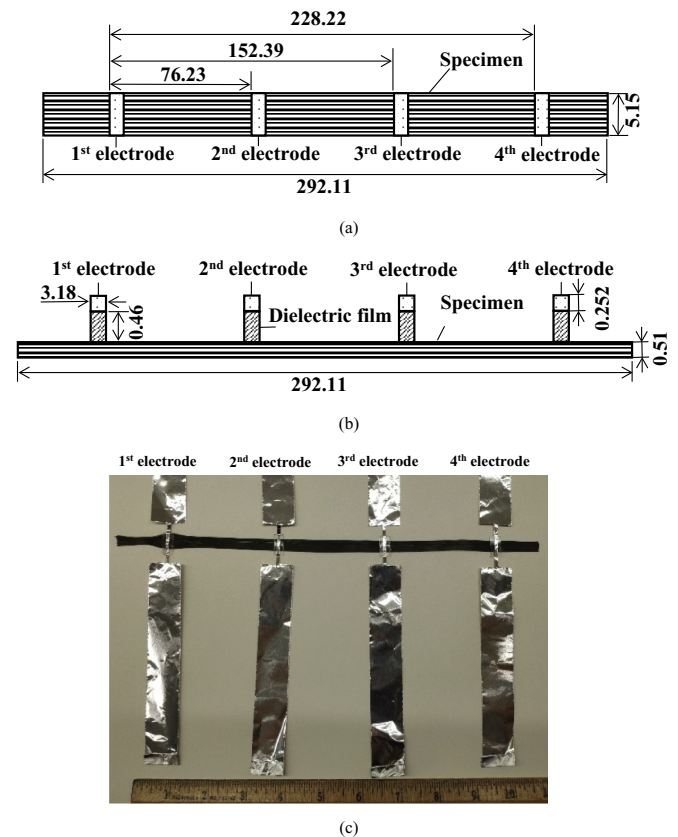 228.22
152.39
76.23
Specimen
5.15
1st electrode 2nd electrode 3rd electrode 4th electrode
292.11
(a)
1st electrode 2nd electrode 3rd electrode 4th electrode
3.18
0.46
Dielectric film
Specimen
0.252
0.51
292.11
(b)
1st electrode 2nd electrode 3rd electrode 4th electrode
1 2 3 4 5 6 7 8 9 10
(c)